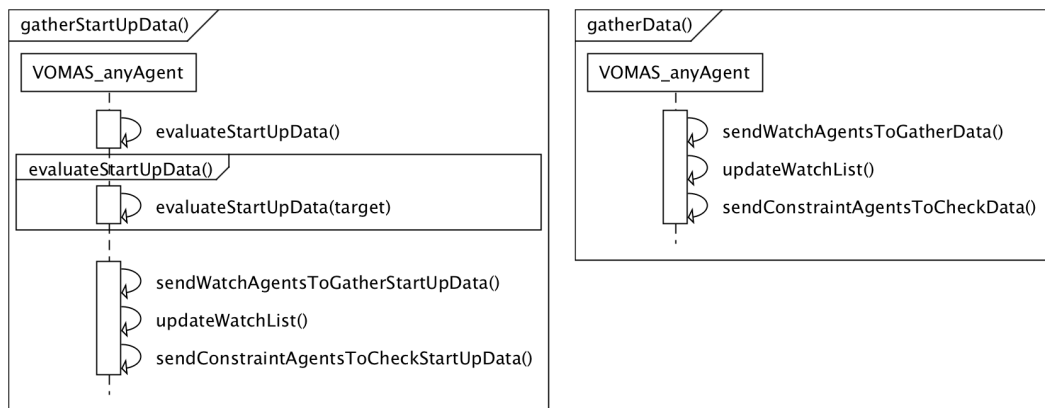 gatherStartUpData()
VOMAS_anyAgent
evaluateStartUpData()
evaluateStartUpData()
evaluateStartUpData(target)
sendWatchAgentsToGatherStartUpData()
updateWatchList()
sendConstraintAgentsToCheckStartUpData()
gatherData()
VOMAS_anyAgent
sendWatchAgentsToGatherData()
updateWatchList()
sendConstraintAgentsToCheckData()